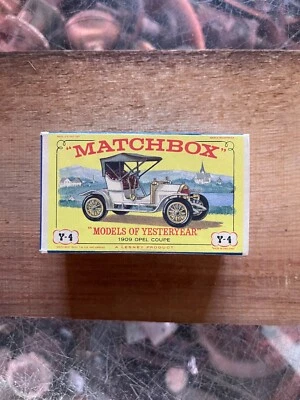 "MATCHBOX"
"MODELS OF YESTERYEAR"
1909 OPEL COUPE
Y-4
Y-4
A LESNEY PRODUCT